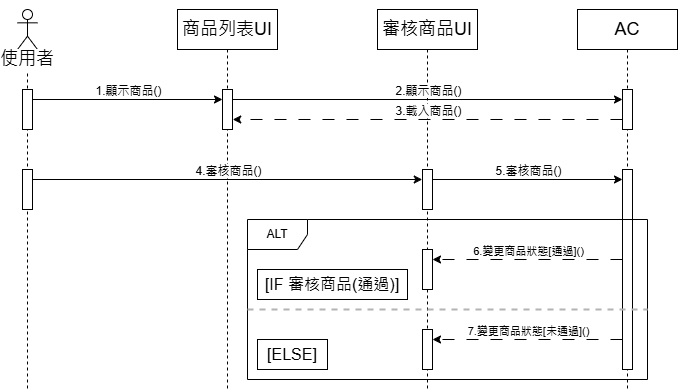 使用者
商品列表UI
審核商品UI
AC
1.顯示商品()
2.顯示商品()
3.載入商品()
4.審核商品()
5.審核商品()
ALT
6.變更商品狀態[通過]()
[IF 審核商品(通過)]
7.變更商品狀態[未通過]()
[ELSE]